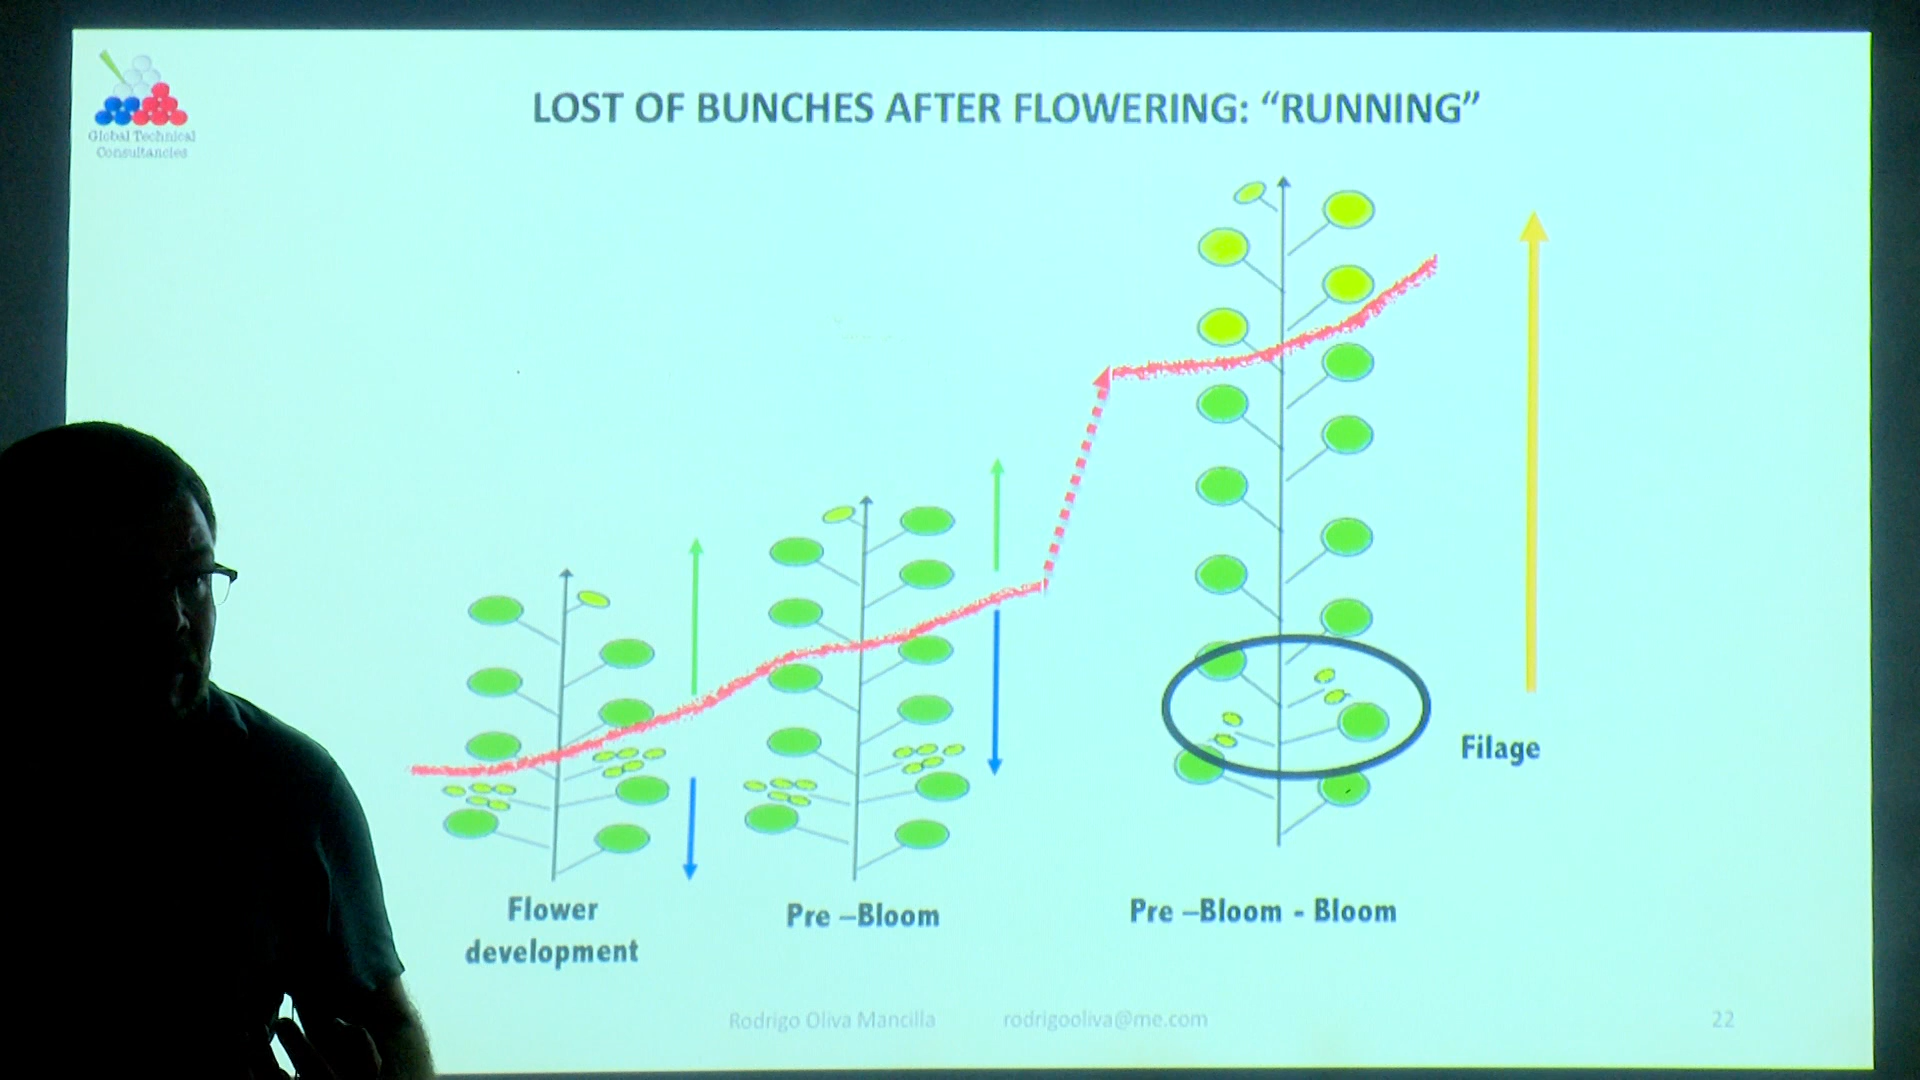 Global Technical
Consultancies
LOST OF BUNCHES AFTER FLOWERING: “RUNNING”
Filage
Flower
development
Pre –Bloom
Pre –Bloom - Bloom
Rodrigo Oliva Mancilla rodrigooliva@me.com 22